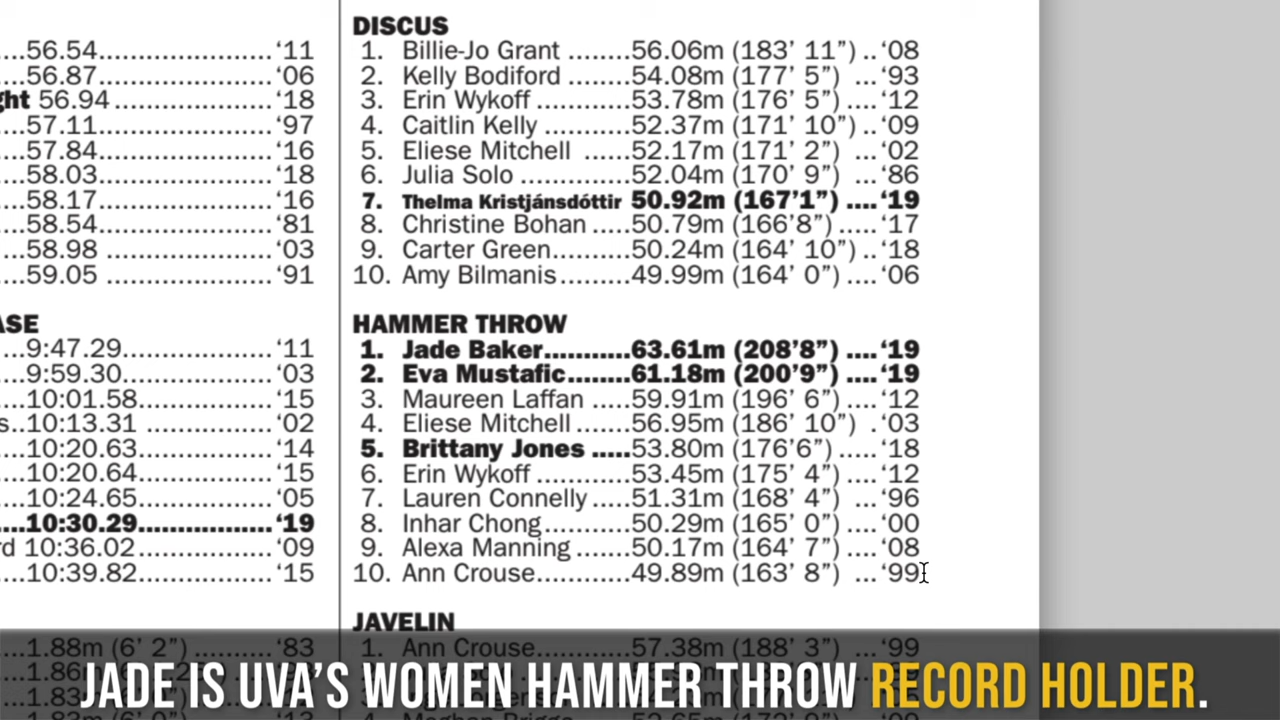 ...56.54......................'11
...56.87......................'06
ght 56.94....................'18
...57.11......................'97
...57.84......................'16
...58.03......................'18
...58.17......................'16
...58.54......................'81
...58.98 .....................'03
...59.05 .....................'91
ASE
...9:47.29...................'11
...9:59.30...................'03
...10:01.58.................'15
s..10:13.31 ................'02
...10:20.63.................'14
...10:20.64.................'15
...10:24.65.................'05
....10:30.29................'19
rd 10:36.02.................'09
...10:39.82.................'15
...1.88m (6' 2") ..........'83
DISCUS
1. Billie-Jo Grant .......56.06m (183' 11") ..'08
2. Kelly Bodiford .......54.08m (177' 5") ...'93
3. Erin Wykoff ...........53.78m (176' 5") ....'12
4. Caitlin Kelly ..........52.37m (171' 10") ..'09
5. Eliese Mitchell ......52.17m (171' 2") ...'02
6. Julia Solo .............52.04m (170' 9") ...'86
7. Thelma Kristjánsdóttir 50.92m (167'1") ....'19
8. Christine Bohan .....50.79m (166'8").....'17
9. Carter Green..........50.24m (164' 10") ..'18
10. Amy Bilmanis.........49.99m (164' 0") ....'06
HAMMER THROW
1. Jade Baker...........63.61m (208'8") ....'19
2. Eva Mustafic........61.18m (200'9") ....'19
3. Maureen Laffan .....59.91m (196' 6") ....'12
4. Eliese Mitchell .......56.95m (186' 10") .'03
5. Brittany Jones .....53.80m (176'6") .....'18
6. Erin Wykoff ...........53.45m (175' 4") ....'12
7. Lauren Connelly .....51.31m (168' 4") ....'96
8. Inhar Chong...........50.29m (165' 0") ....'00
9. Alexa Manning .......50.17m (164' 7") ....'08
10. Ann Crouse............49.89m (163' 8") ...'99
JAVELIN
1. Ann Crouse............57.38m (188' 3") ....'99
JADE IS UVA'S WOMEN HAMMER THROW RECORD HOLDER.